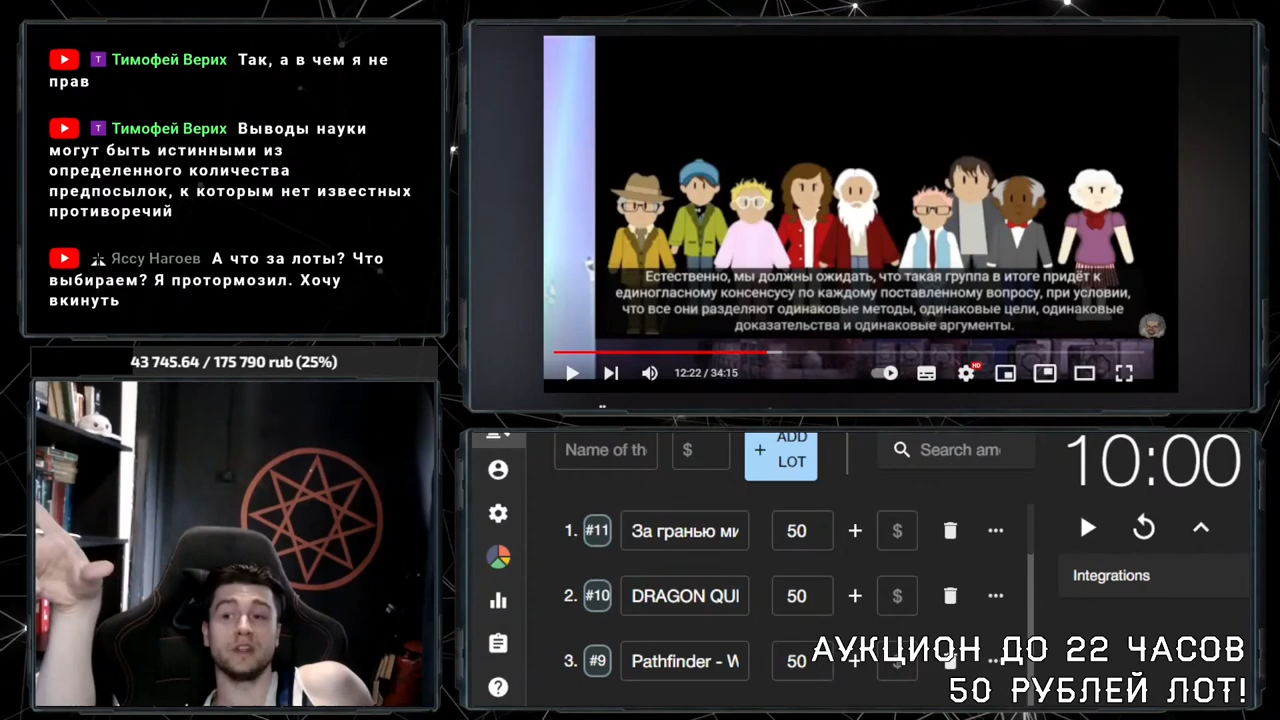 Т Тимофей Верих Так, а в чем я не
прав
Т Тимофей Верих Выводы науки
могут быть истинными из
определенного количества
предпосылок, к которым нет известных
противоречий
Яссу Нагоев А что за лоты? Что
выбираем? Я протормозил. Хочу
вкинуть
43 745.64 / 175 790 rub (25%)
Естественно, мы должны ожидать, что такая группа в итоге придёт к
единогласному консенсусу по каждому поставленному вопросу, при условии,
что все они разделяют одинаковые методы, одинаковые цели, одинаковые
доказательства и одинаковые аргументы.
12:22 / 34:15
HD
Name of th
$
+ ADD
LOT
Search am
10:00
1. #11 За гранью ми 50 + $
2. #10 DRAGON QUI 50 + $
3. #9 Pathfinder - W 50 +
Integrations
АУКЦИОН ДО 22 ЧАСОВ
50 РУБЛЕЙ ЛОТ!